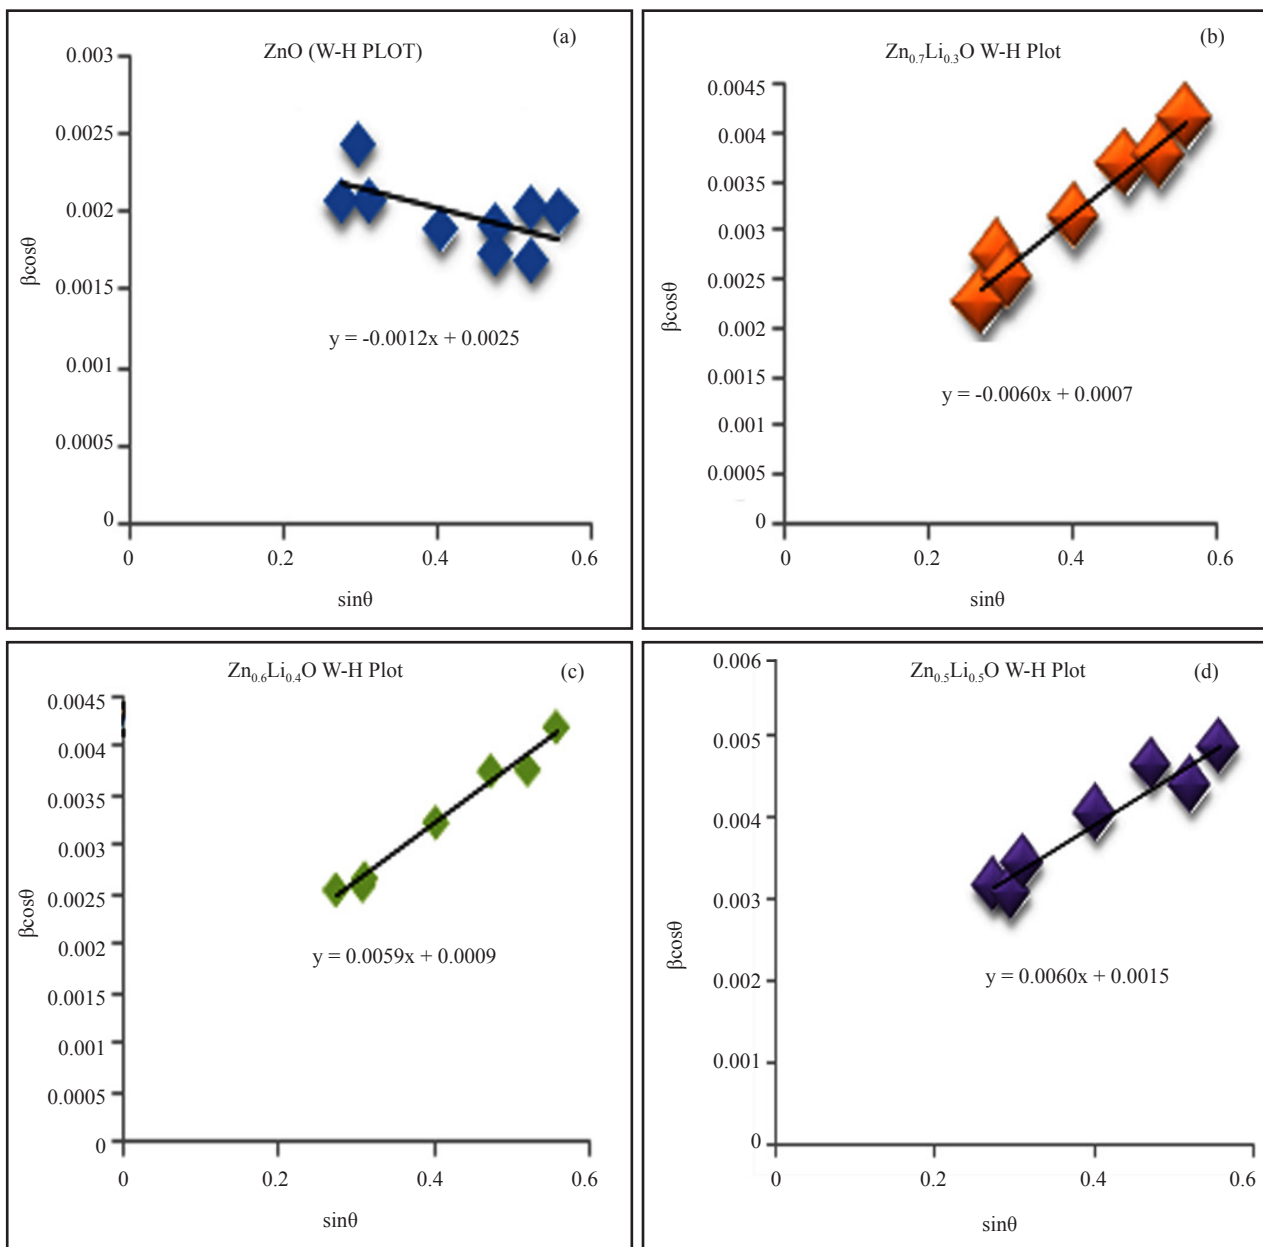 ZnO (W-H PLOT)
(a)
0.003
0.0025
0.002
0.0015
0.001
0.0005
0
βcosθ
y = -0.0012x + 0.0025
0
0.2
0.4
0.6
sinθ
Zn0.7Li0.3O W-H Plot
(b)
0.0045
0.004
0.0035
0.003
0.0025
0.002
0.0015
0.001
0.0005
0
βcosθ
y = -0.0060x + 0.0007
0
0.2
0.4
0.6
sinθ
Zn0.6Li0.4O W-H Plot
(c)
0.0045
0.004
0.0035
0.003
0.0025
0.002
0.0015
0.001
0.0005
0
βcosθ
y = 0.0059x + 0.0009
0
0.2
0.4
0.6
sinθ
Zn0.5Li0.5O W-H Plot
(d)
0.006
0.005
0.004
0.003
0.002
0.001
0
βcosθ
y = 0.0060x + 0.0015
0
0.2
0.4
0.6
sinθ